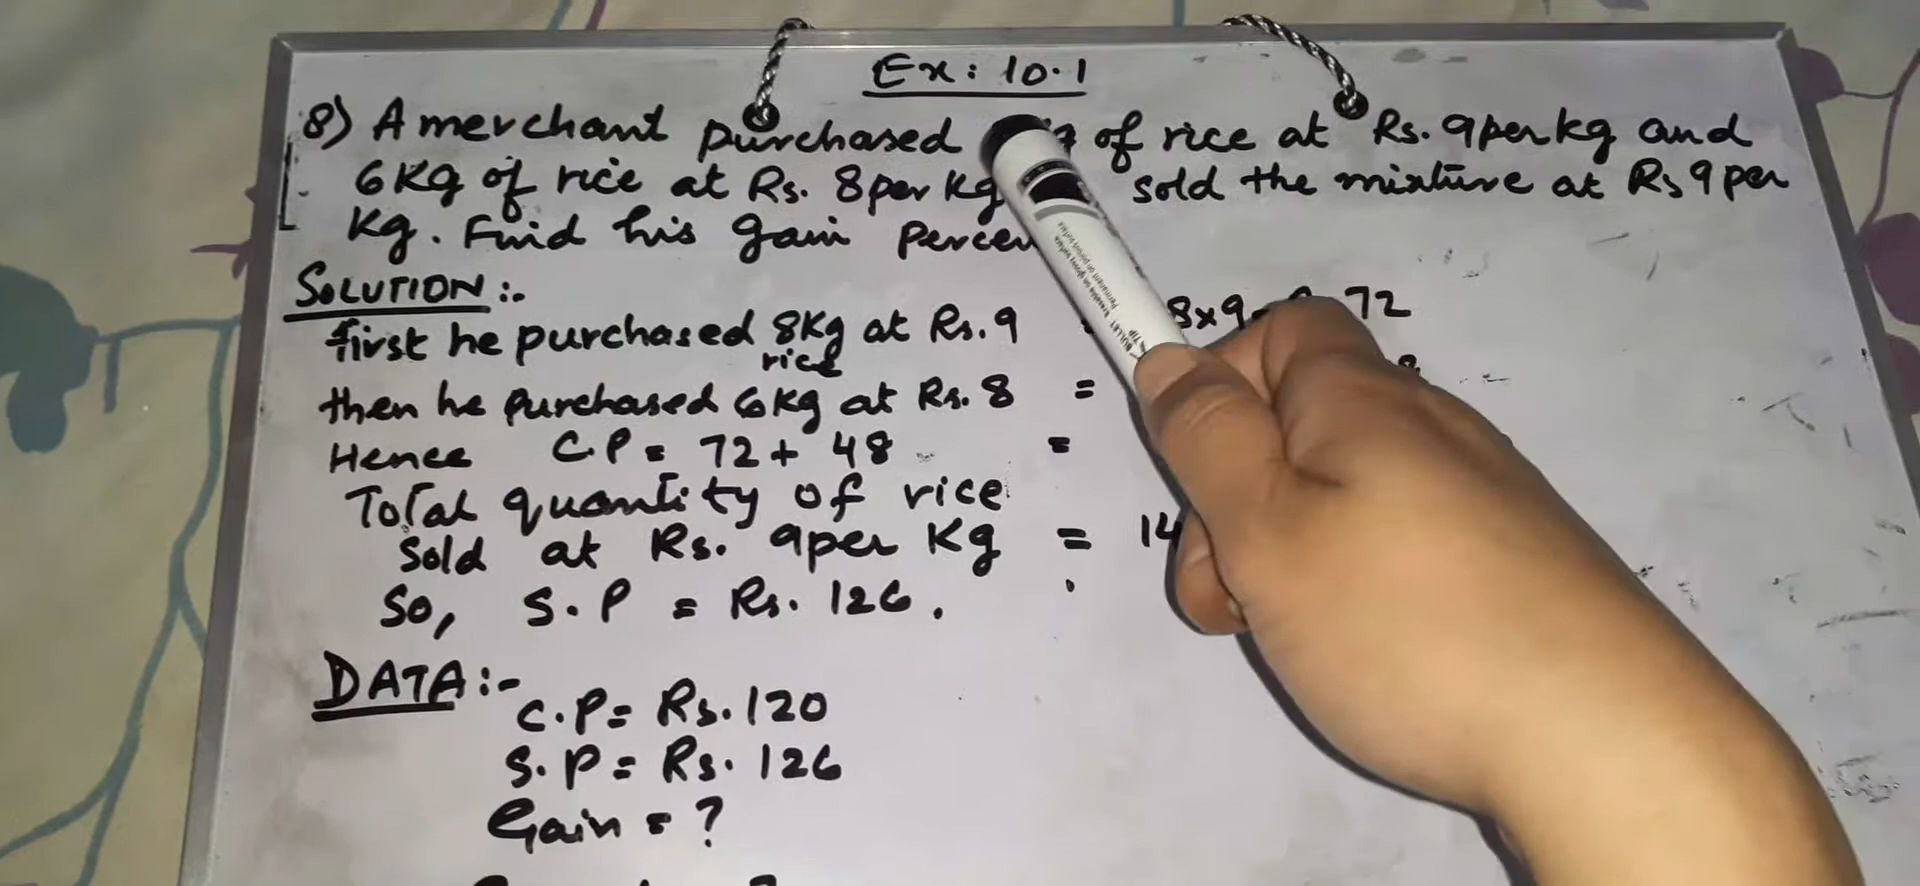 Ex: 10.1
8) A merchant purchased of rice at Rs. 9 per kg and
6 Kg of rice at Rs. 8 per Kg sold the mixture at Rs 9 per
Kg. Find his gain
SOLUTION :-
first he purchased 8Kg at Rs. 9 8x9 72
rice
then he purchased 6Kg at Rs. 8 =
Hence C.P = 72 + 48 =
Total quantity of rice
Sold at Rs. 9 per Kg = 14
So, S.P = Rs. 126.
DATA :-
C.P = Rs. 120
S.P = Rs. 126
Gain = ?